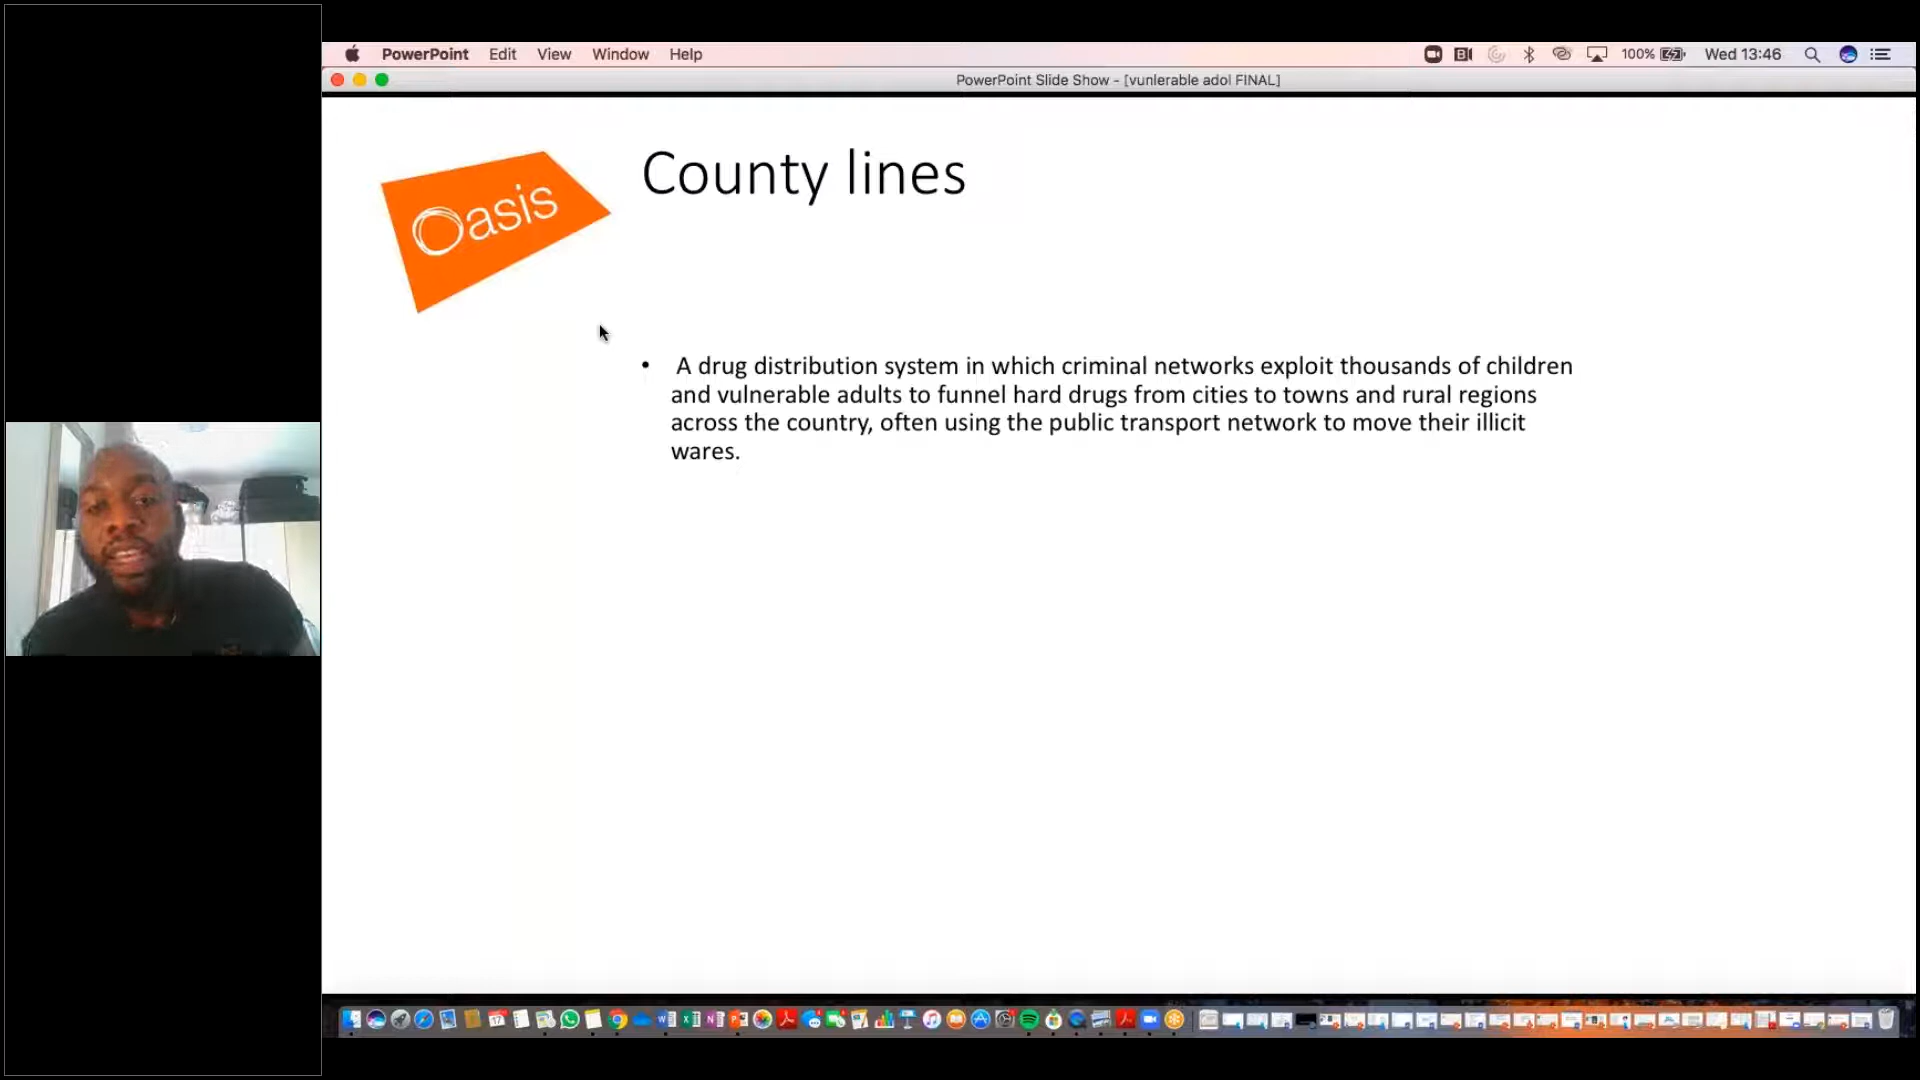 PowerPoint Edit View Window Help 100% Wed 13:46
PowerPoint Slide Show - [vunlerable adol FINAL]
Oasis
County lines
• A drug distribution system in which criminal networks exploit thousands of children
and vulnerable adults to funnel hard drugs from cities to towns and rural regions
across the country, often using the public transport network to move their illicit
wares.